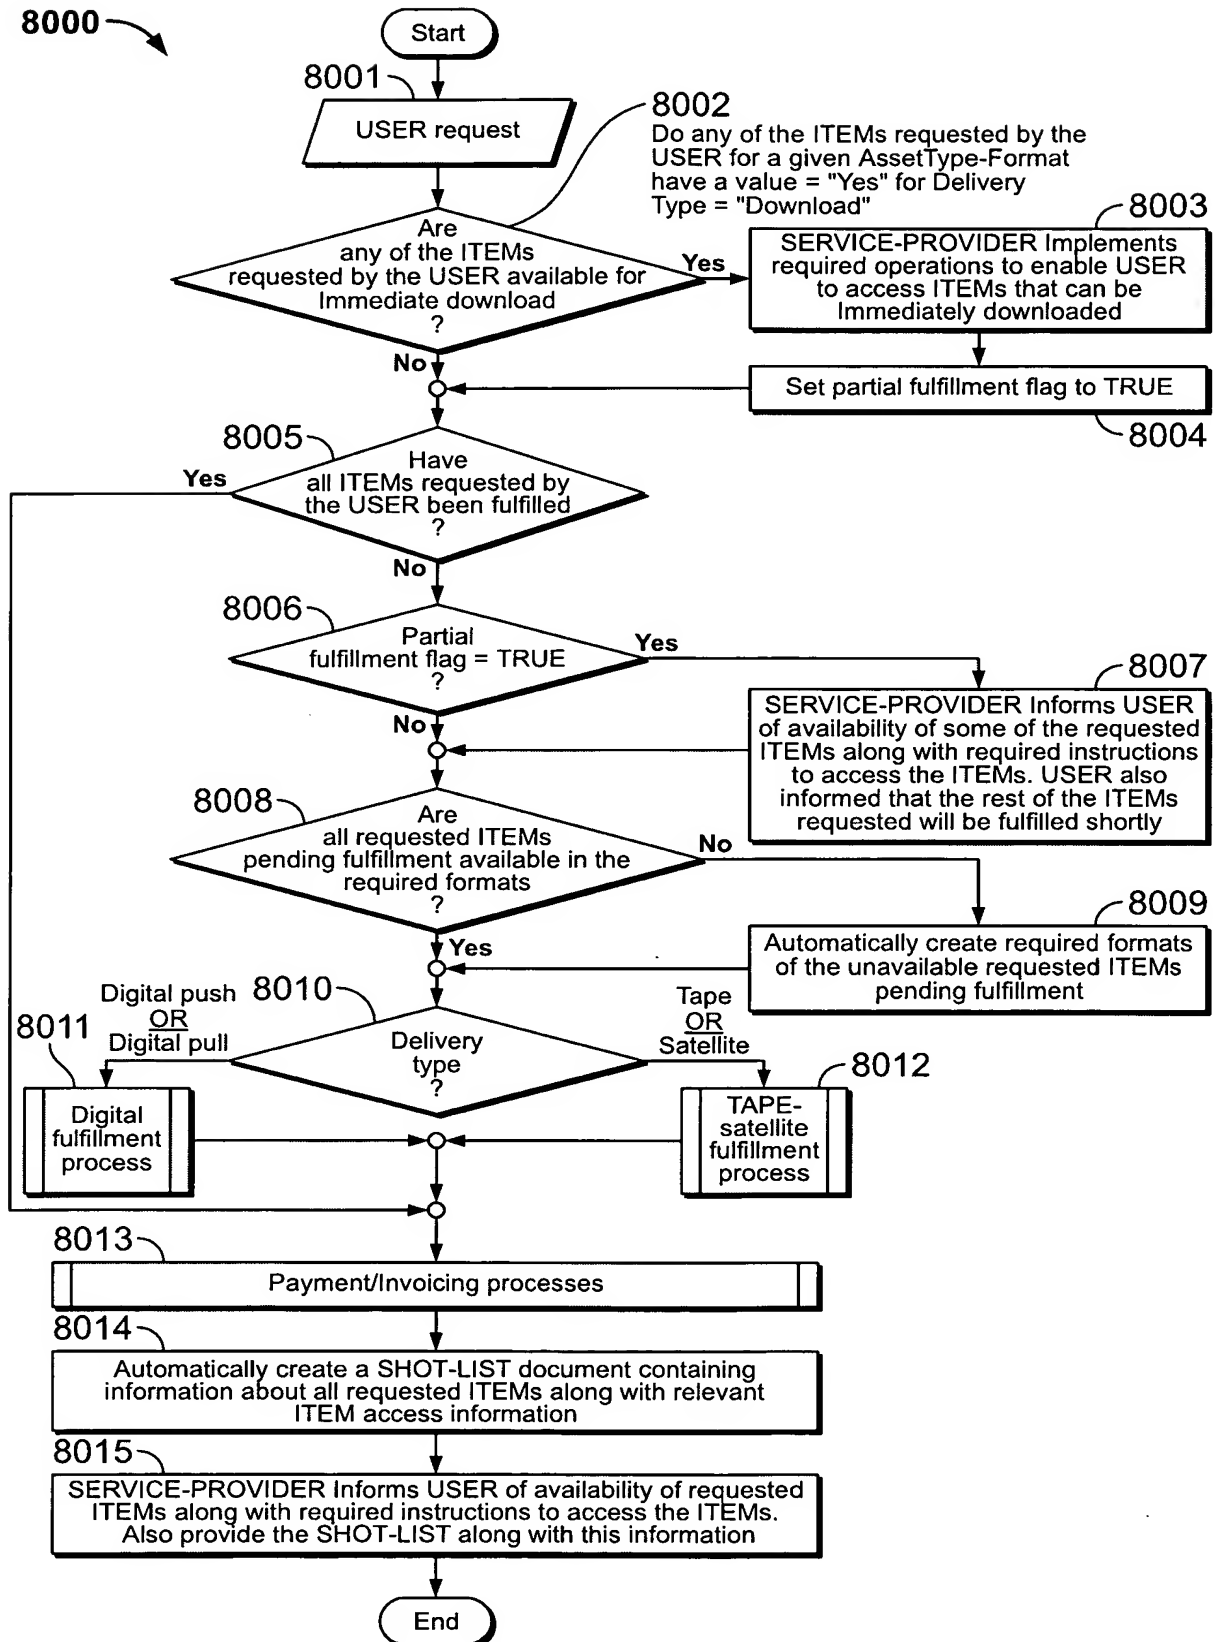 8000
Start
8001
USER request
8002
Do any of the ITEMs requested by the
USER for a given AssetType-Format
have a value = "Yes" for Delivery
Type = "Download"
Are
any of the ITEMs
requested by the USER available for
Immediate download
?
Yes
No
8003
SERVICE-PROVIDER Implements
required operations to enable USER
to access ITEMs that can be
Immediately downloaded
Set partial fulfillment flag to TRUE
8004
8005
Have
all ITEMs requested by
the USER been fulfilled
?
Yes
No
8006
Partial
fulfillment flag = TRUE
?
Yes
No
8007
SERVICE-PROVIDER Informs USER
of availability of some of the requested
ITEMs along with required instructions
to access the ITEMs. USER also
informed that the rest of the ITEMs
requested will be fulfilled shortly
8008
Are
all requested ITEMs
pending fulfillment available in the
required formats
?
No
Yes
8009
Automatically create required formats
of the unavailable requested ITEMs
pending fulfillment
8010
Delivery
type
?
Digital push
OR
Digital pull
Tape
OR
Satellite
8011
Digital
fulfillment
process
8012
TAPE-
satellite
fulfillment
process
8013
Payment/Invoicing processes
8014
Automatically create a SHOT-LIST document containing
information about all requested ITEMs along with relevant
ITEM access information
8015
SERVICE-PROVIDER Informs USER of availability of requested
ITEMs along with required instructions to access the ITEMs.
Also provide the SHOT-LIST along with this information
End